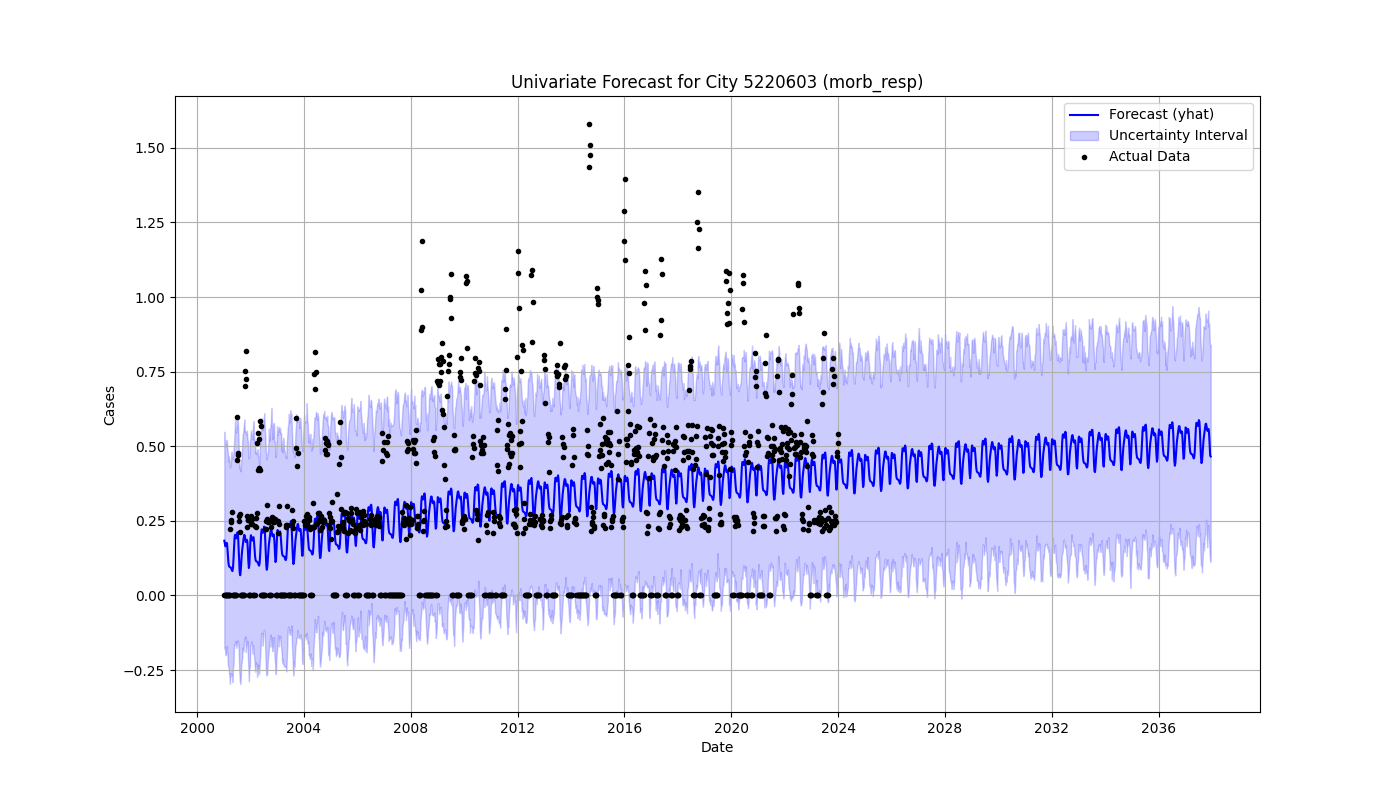 Univariate Forecast for City 5220603 (morb_resp)
Forecast (yhat)
Uncertainty Interval
Actual Data
1.50
1.25
1.00
0.75
0.50
0.25
0.00
−0.25
Cases
2000 2004 2008 2012 2016 2020 2024 2028 2032 2036
Date